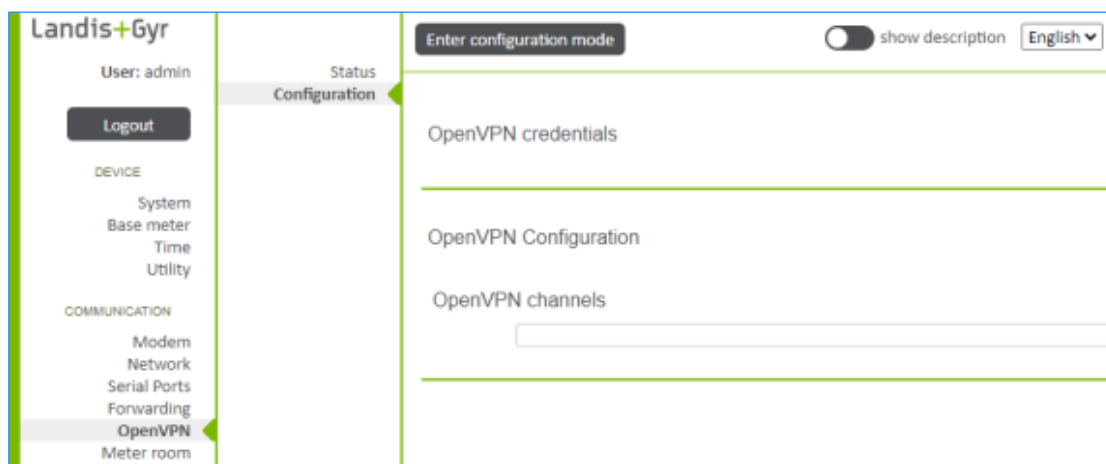 Landis+Gyr
User: admin
Logout
DEVICE
System
Base meter
Time
Utility
COMMUNICATION
Modem
Network
Serial Ports
Forwarding
OpenVPN
Meter room
Status
Configuration
Enter configuration mode
show description
English
OpenVPN credentials
OpenVPN Configuration
OpenVPN channels